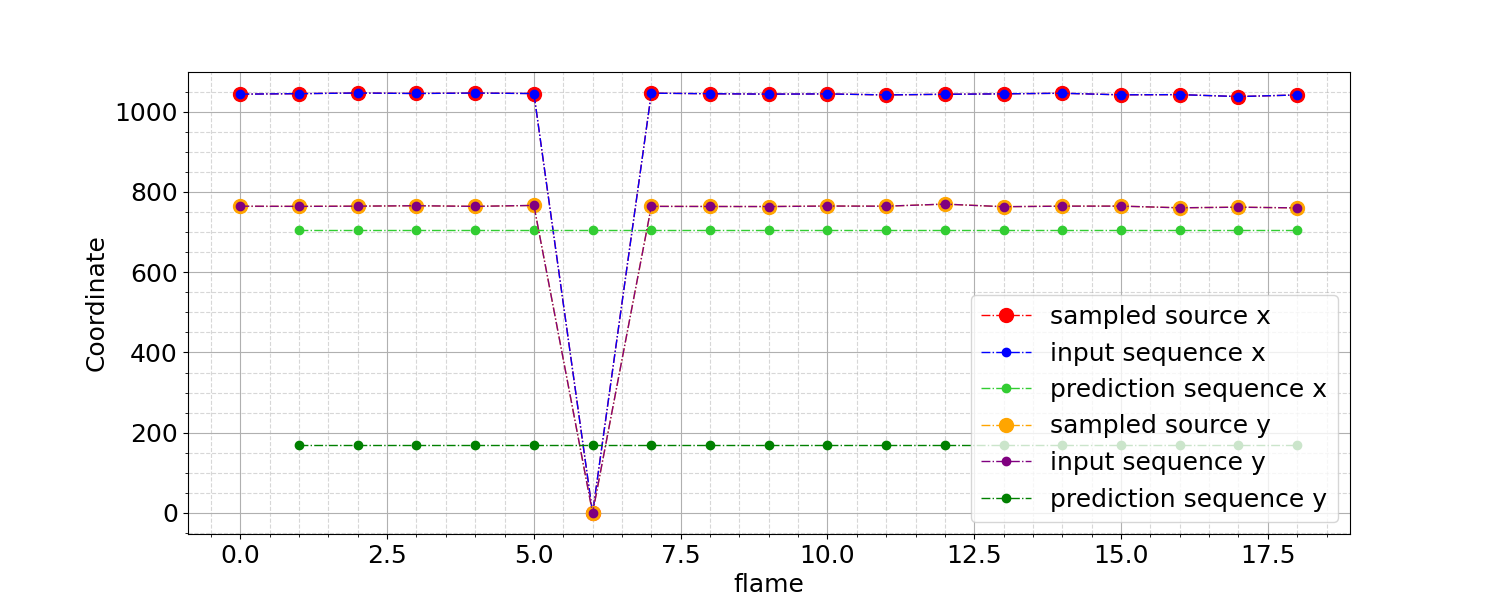 1000
800
600
400
200
0
Coordinate
0.0 2.5 5.0 7.5 10.0 12.5 15.0 17.5
flame
sampled source x
input sequence x
prediction sequence x
sampled source y
input sequence y
prediction sequence y